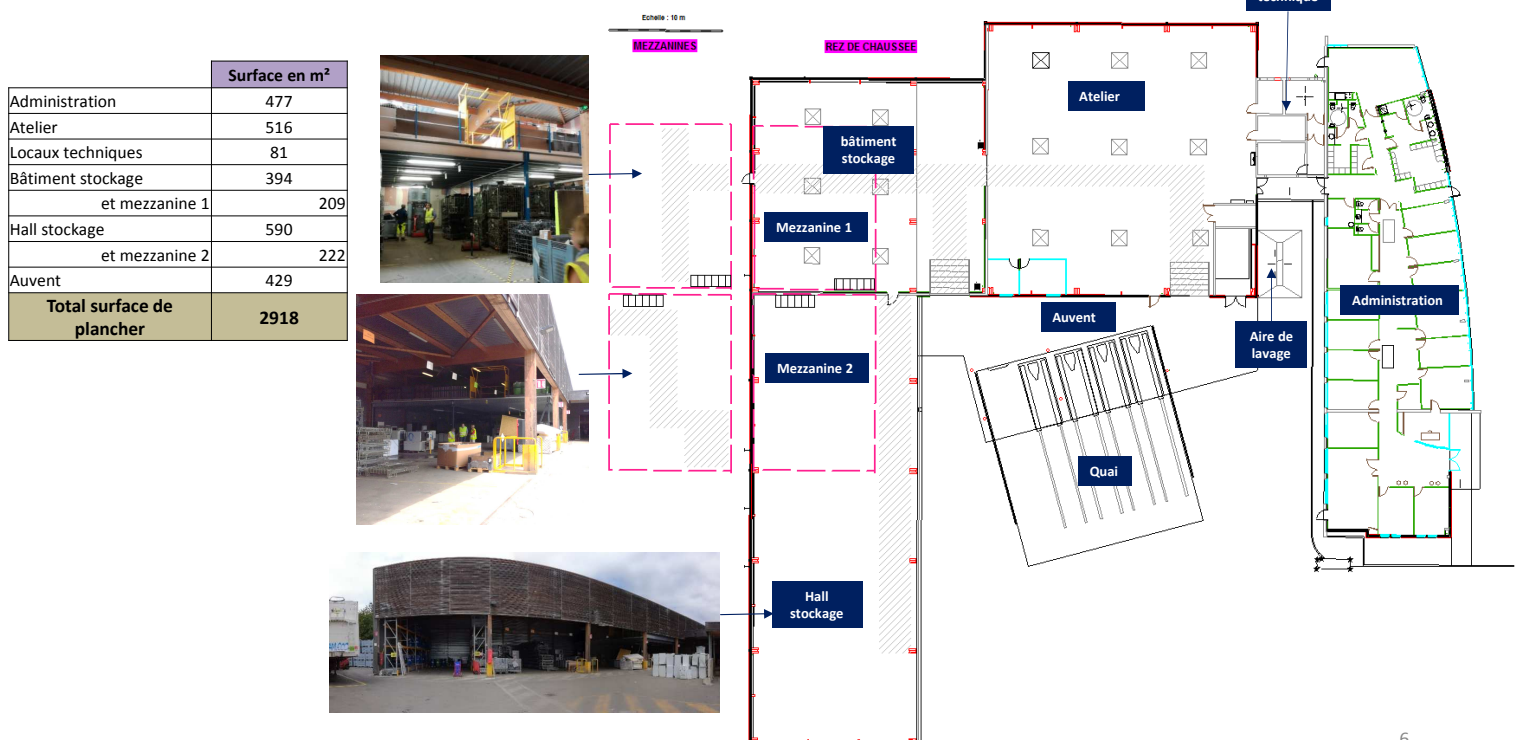 technique
Echelle : 10 m
MEZZANINES
REZ DE CHAUSSEE
Surface en m²
Administration 477
Atelier 516
Locaux techniques 81
Bâtiment stockage 394
et mezzanine 1 209
Hall stockage 590
et mezzanine 2 222
Auvent 429
Total surface de
plancher
2918
Atelier
bâtiment
stockage
Mezzanine 1
Administration
Auvent
Aire de
lavage
Mezzanine 2
Quai
Hall
stockage
6